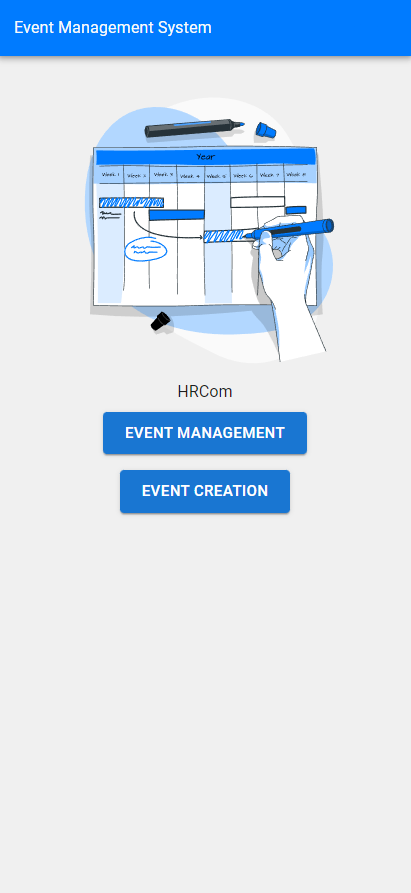 Event Management System
Year
Week 1 Week 2 Week 3 Week 4 Week 5 Week 6 Week 7 Week 8
HRCom
EVENT MANAGEMENT
EVENT CREATION